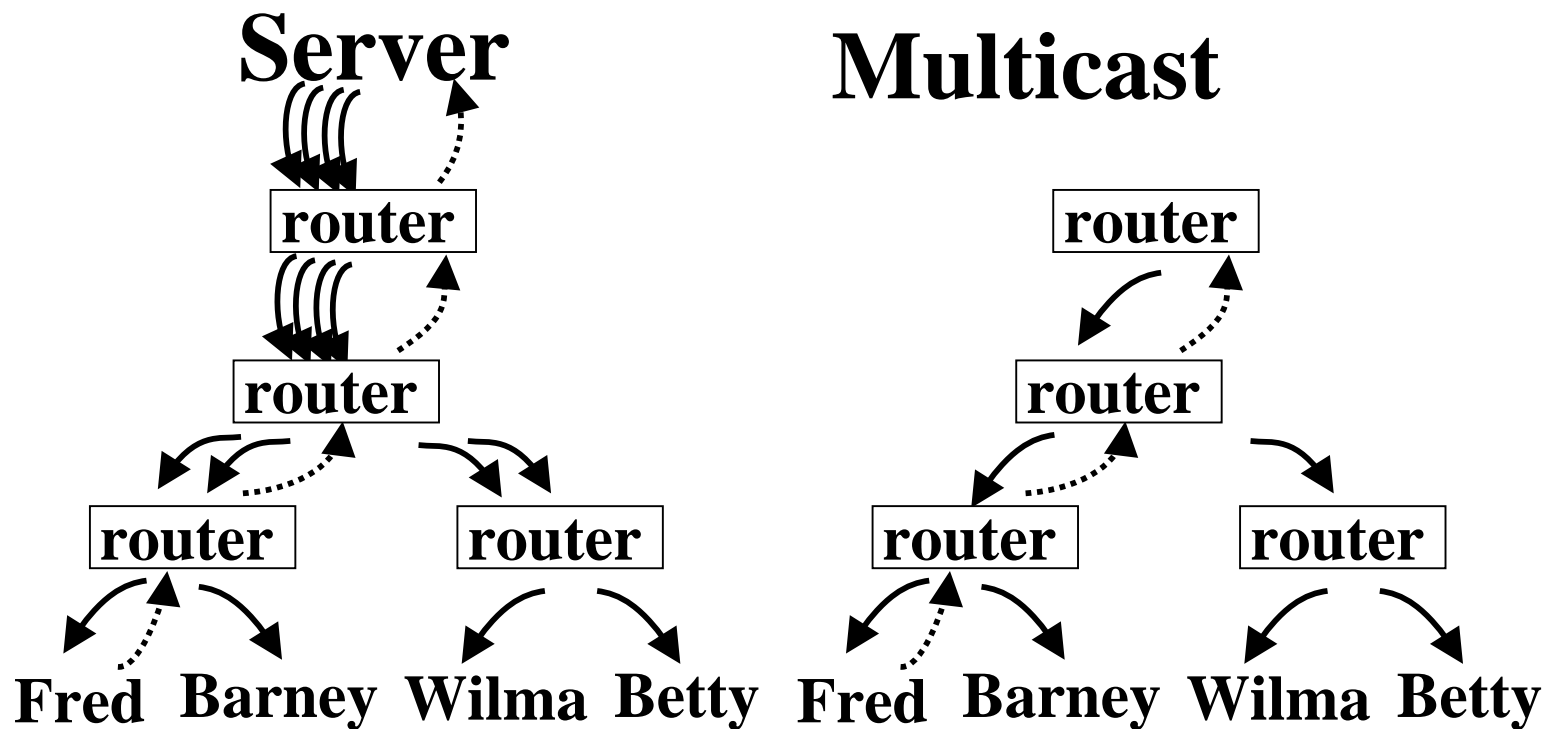 Server
router
router
router router
Fred Barney Wilma Betty
Multicast
router
router
router router
Fred Barney Wilma Betty